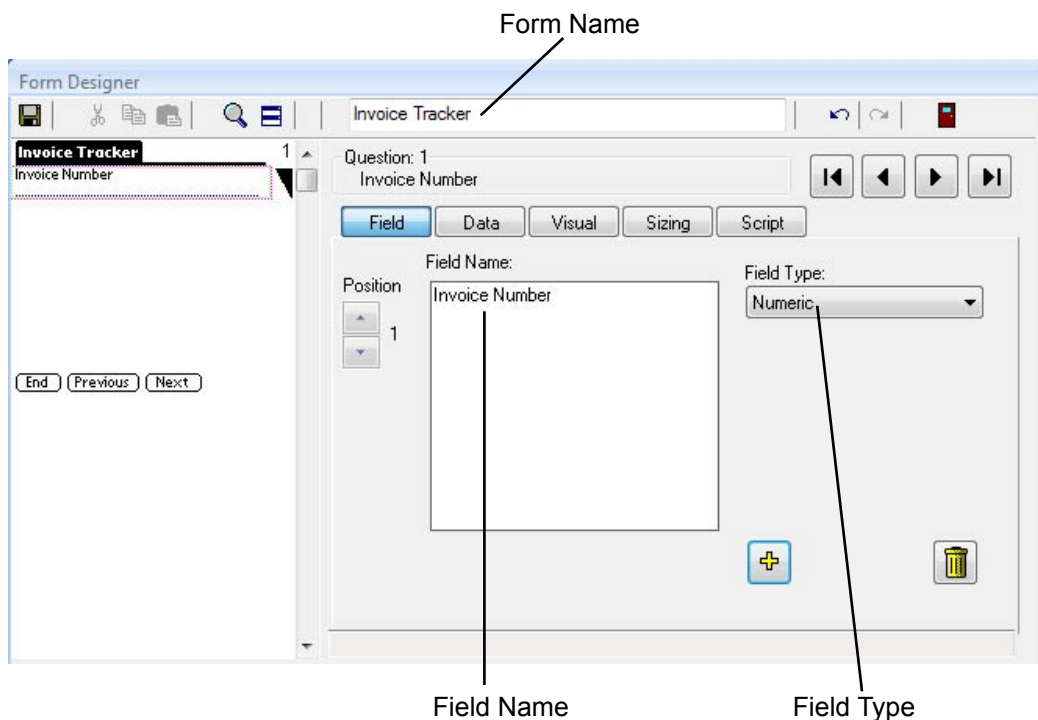 Form Name
Form Designer
Invoice Tracker
Invoice Tracker 1
Invoice Number
End Previous Next
Question: 1
Invoice Number
Field Data Visual Sizing Script
Position
1
Field Name:
Invoice Number
Field Type:
Numeric
Field Name
Field Type